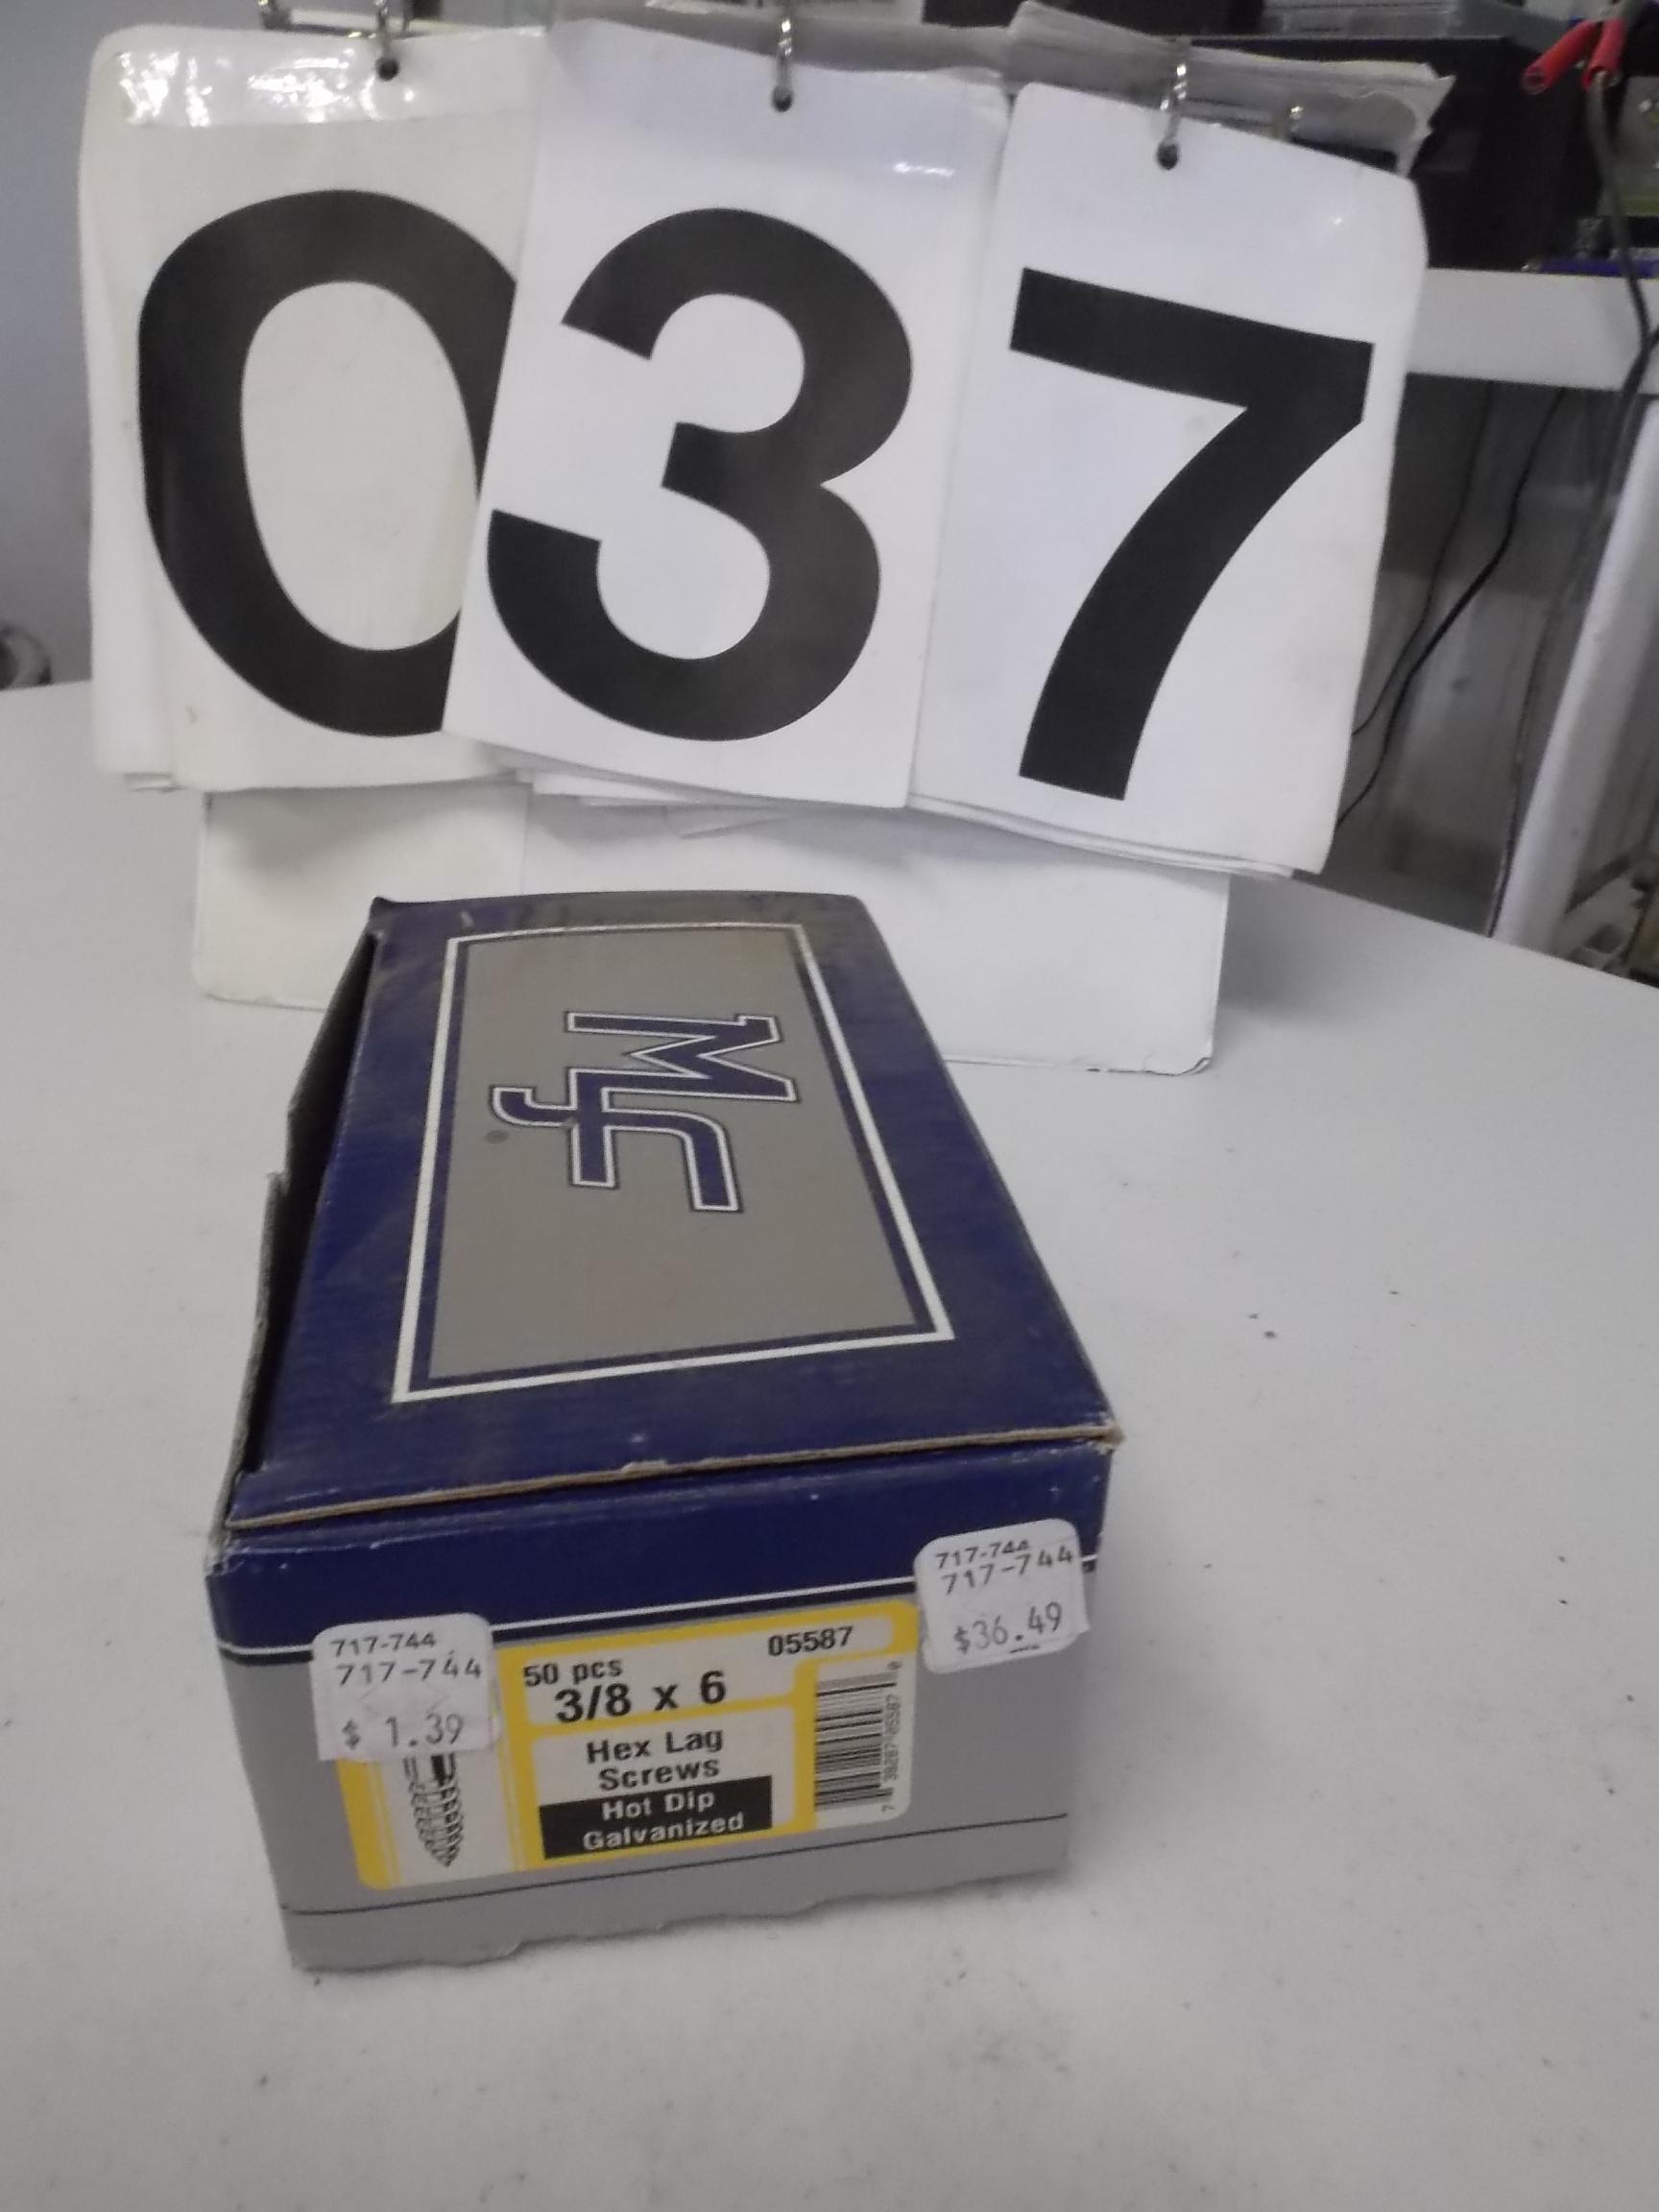 037
MFC
717-744
717-744
$36.49
717-744
717-744
$ 1.39
05587
50 pcs
3/8 x 6
Hex Lag
Screws
Hot Dip
Galvanized